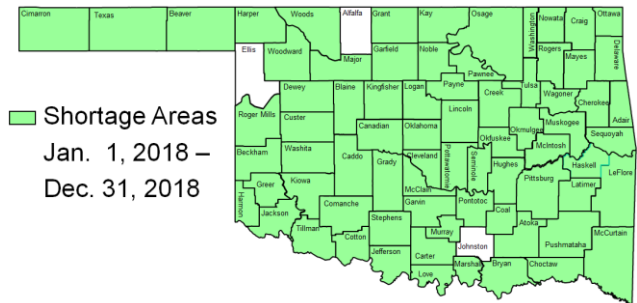 Cimarron Texas Beaver Harper Woods Alfalfa Grant Kay Osage Washington Nowata Craig Ottawa
Ellis Woodward Major Garfield Noble Pawnee Rogers Mayes Delaware
Dewey Blaine Kingfisher Logan Payne Creek Tulsa Wagoner Cherokee Adair
Shortage Areas
Jan. 1, 2018 –
Dec. 31, 2018
Roger Mills Custer Canadian Oklahoma Lincoln Okfuskee Okmulgee Muskogee McIntosh Sequoyah
Beckham Washita Caddo Grady Cleveland Pottawatomie Seminole Hughes Pittsburg Haskell LeFlore
Harmon Greer Kiowa McClain Latimer
Jackson Comanche Stephens Garvin Pontotoc Coal Atoka Pushmataha McCurtain
Tillman Cotton Jefferson Carter Murray Johnston
Love Marshall Bryan Choctaw